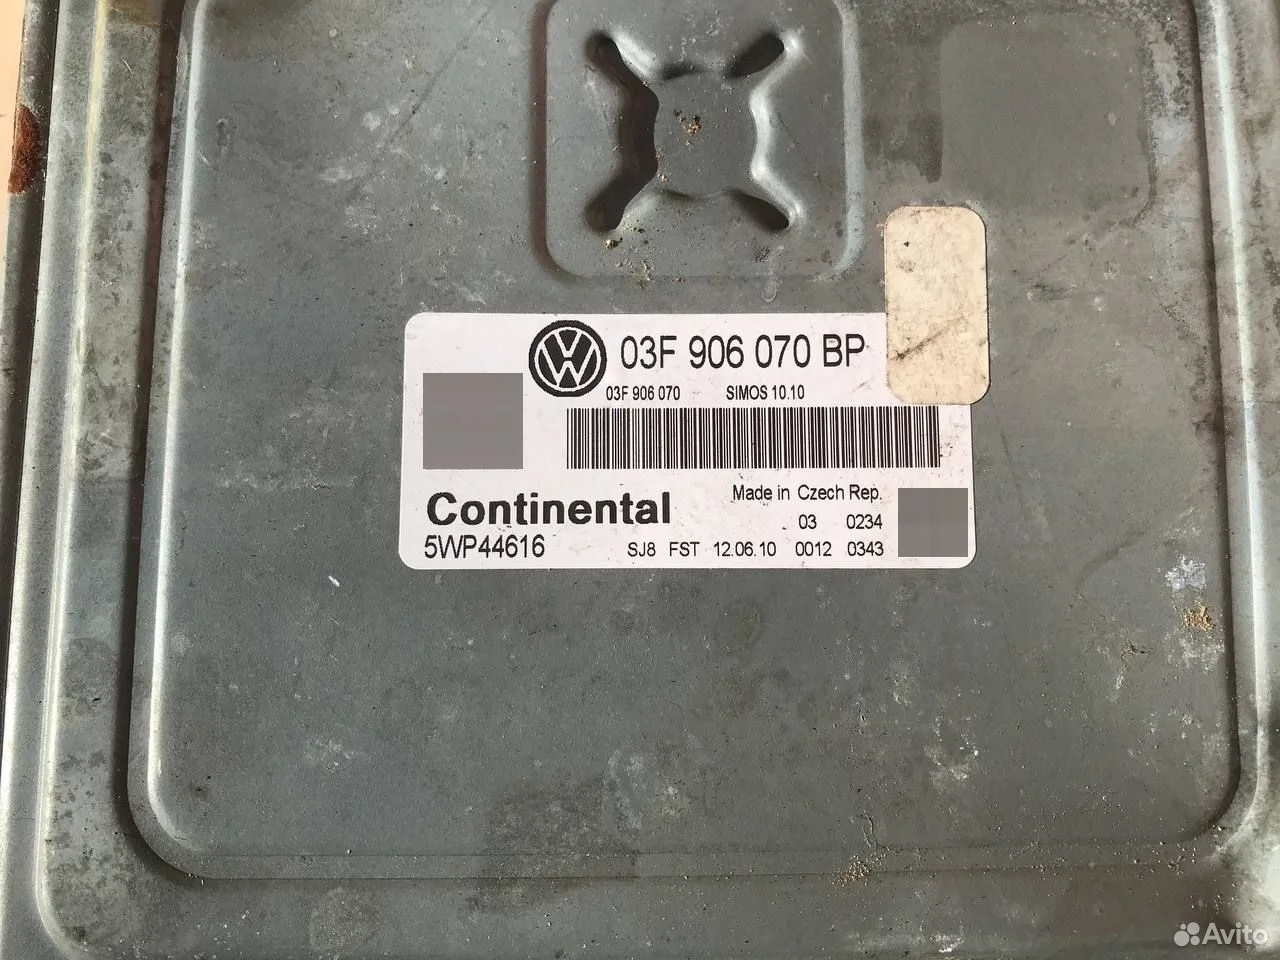 03F 906 070 BP
03F 906 070 SIMOS 10.10
Continental
Made in Czech Rep.
03 0234
5WP44616 SJ8 FST 12.06.10 0012 0343
Avito